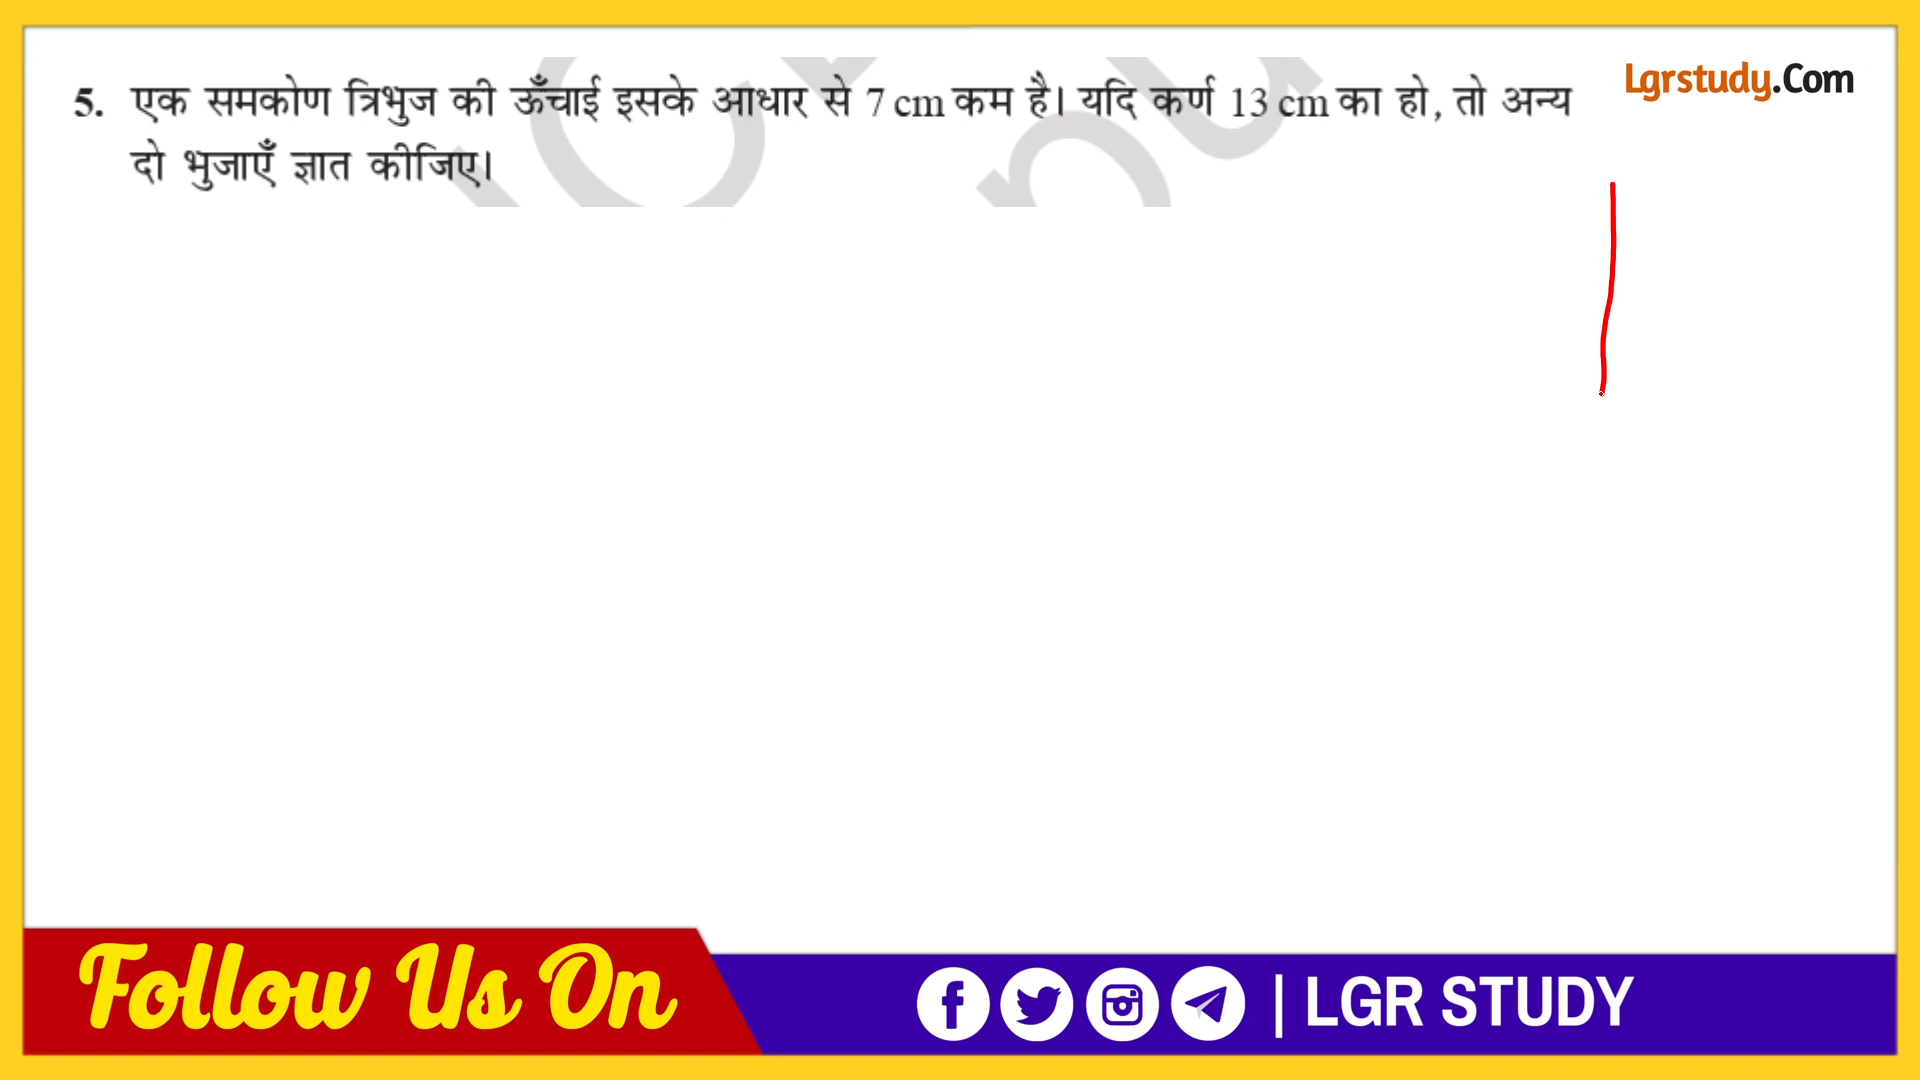 5. एक समकोण त्रिभुज की ऊँचाई इसके आधार से 7 cm कम है। यदि कर्ण 13 cm का हो, तो अन्य
दो भुजाएँ ज्ञात कीजिए।
Lgrstudy.Com
Follow Us On
| LGR STUDY